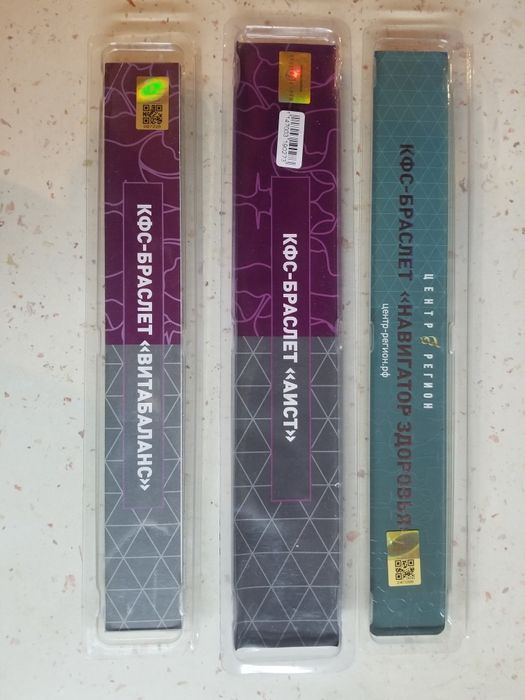 КФС-БРАСЛЕТ «ВИТАБАЛАНС»
КФС-БРАСЛЕТ «АИСТ»
ЦЕНТР РЕГИОН
КФС-БРАСЛЕТ «НАВИГАТОР ЗДОРОВЬЯ»
центр-регион.рф